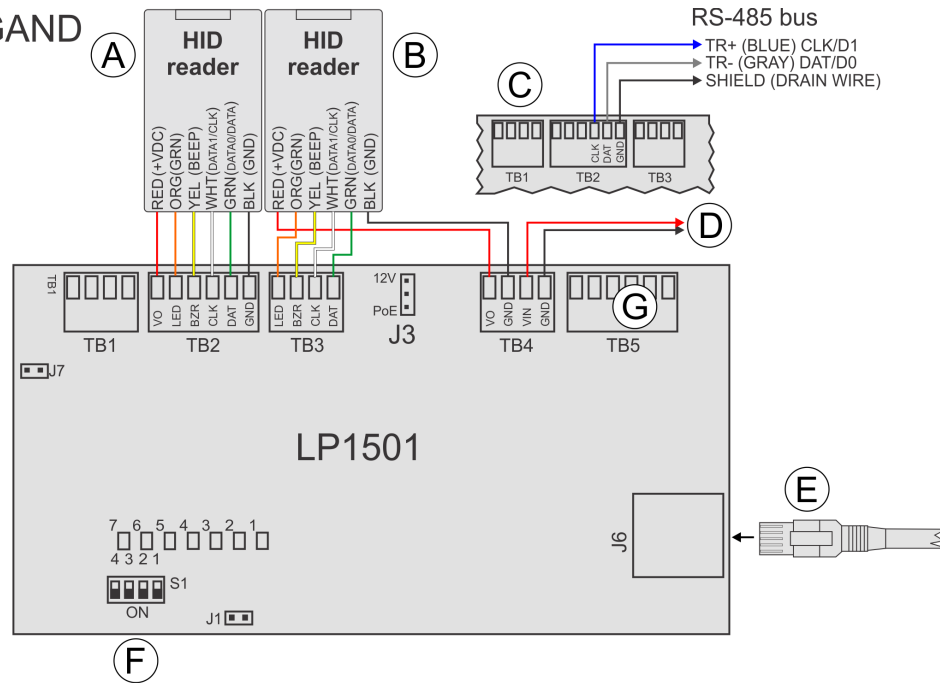 GAND
A
HID
reader
HID
reader
B
RED (+VDC)
ORG(GRN)
YEL (BEEP)
WHT(DATA1/CLK)
GRN(DATA0/DATA)
BLK (GND)
RED(+VDC)
ORG(GRN)
YEL (BEEP)
WHT(DATA1/CLK)
GRN(DATA0/DATA)
BLK (GND)
RS-485 bus
TR+ (BLUE) CLK/D1
TR- (GRAY) DAT/D0
SHIELD (DRAIN WIRE)
C
CLK
DAT
GND
TB1 TB2 TB3
D
TB1
VO LED BZR CLK DAT GND
LED BZR CLK DAT
12V
PoE
J3
VO GND VIN GND
G
TB1 TB2 TB3 TB4 TB5
J7
LP1501
E
J6
7 6 5 4 3 2 1
4 3 2 1
S1
ON
J1
F